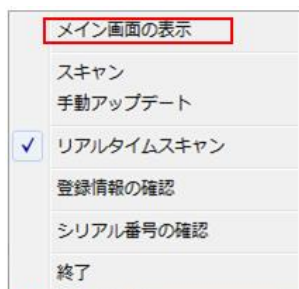 メイン画面の表示
スキャン
手動アップデート
リアルタイムスキャン
登録情報の確認
シリアル番号の確認
終了